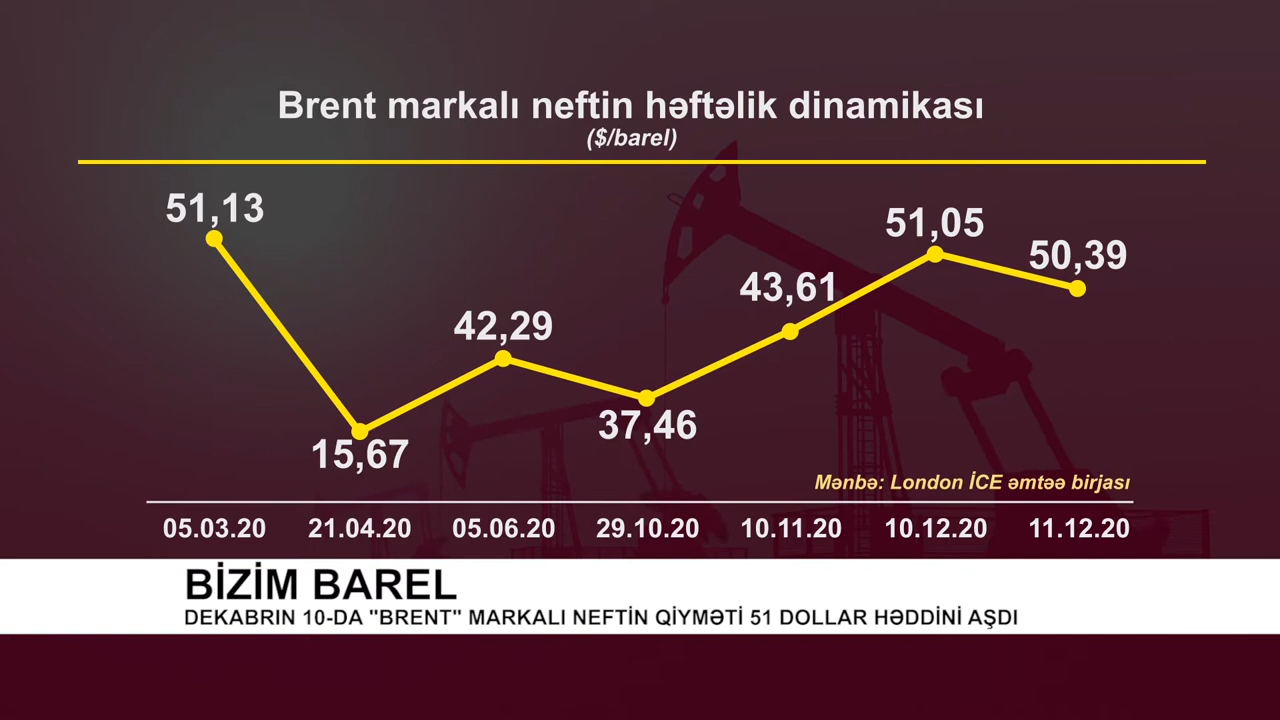 Brent markalı neftin həftəlik dinamikası
($/barel)
51,13
15,67
42,29
37,46
43,61
51,05
50,39
Mənbə: London İCE əmtəə birjası
05.03.20 21.04.20 05.06.20 29.10.20 10.11.20 10.12.20 11.12.20
BİZİM BAREL
DEKABRIN 10-DA "BRENT" MARKALI NEFTİN QİYMƏTİ 51 DOLLAR HƏDDİNİ AŞDI